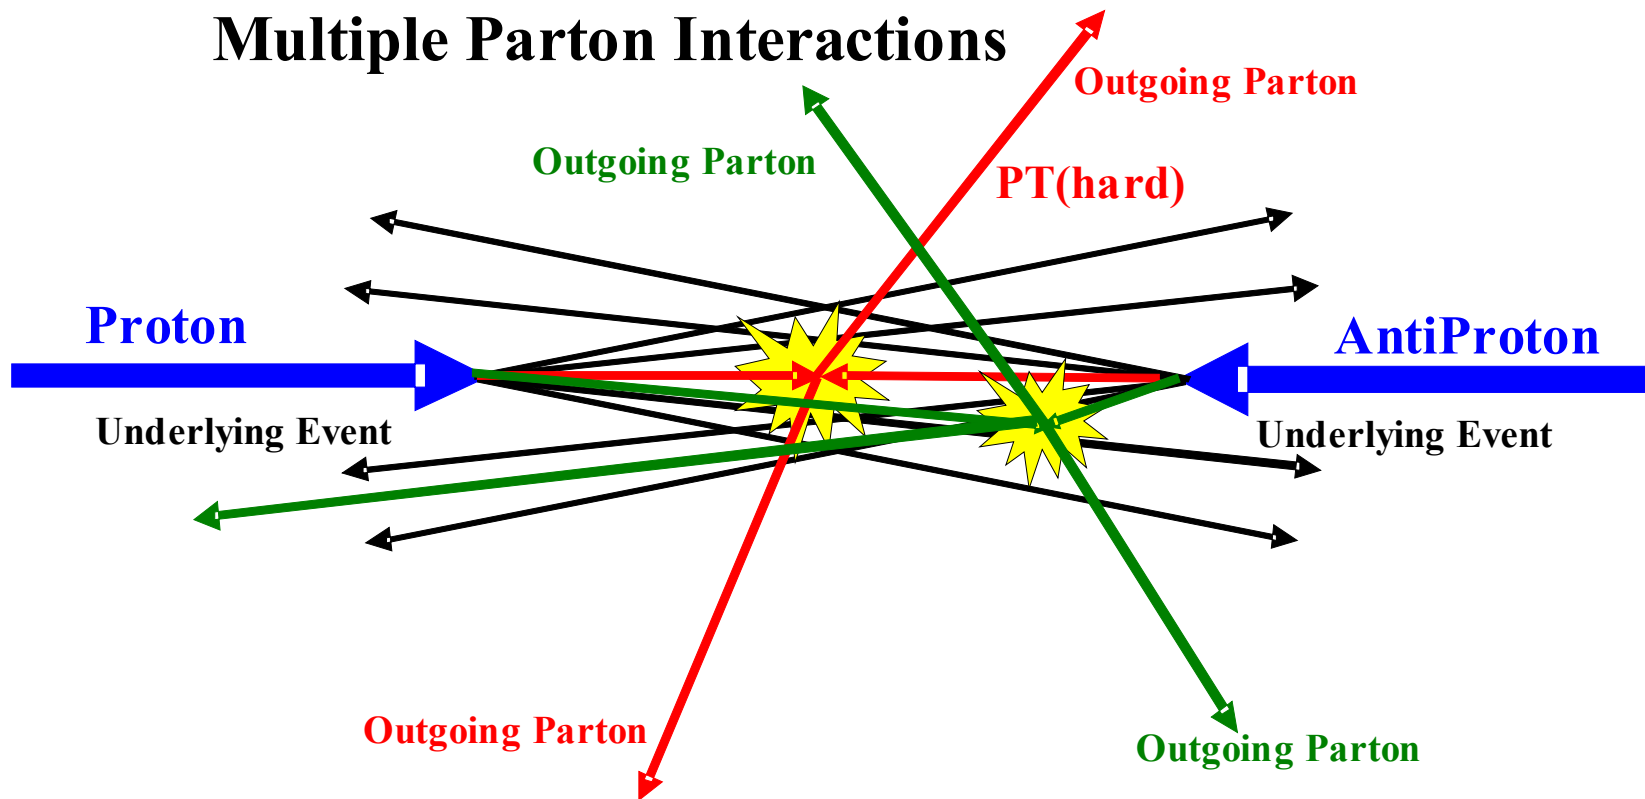 Multiple Parton Interactions
Outgoing Parton
Outgoing Parton
PT(hard)
Proton
AntiProton
Underlying Event
Underlying Event
Outgoing Parton
Outgoing Parton